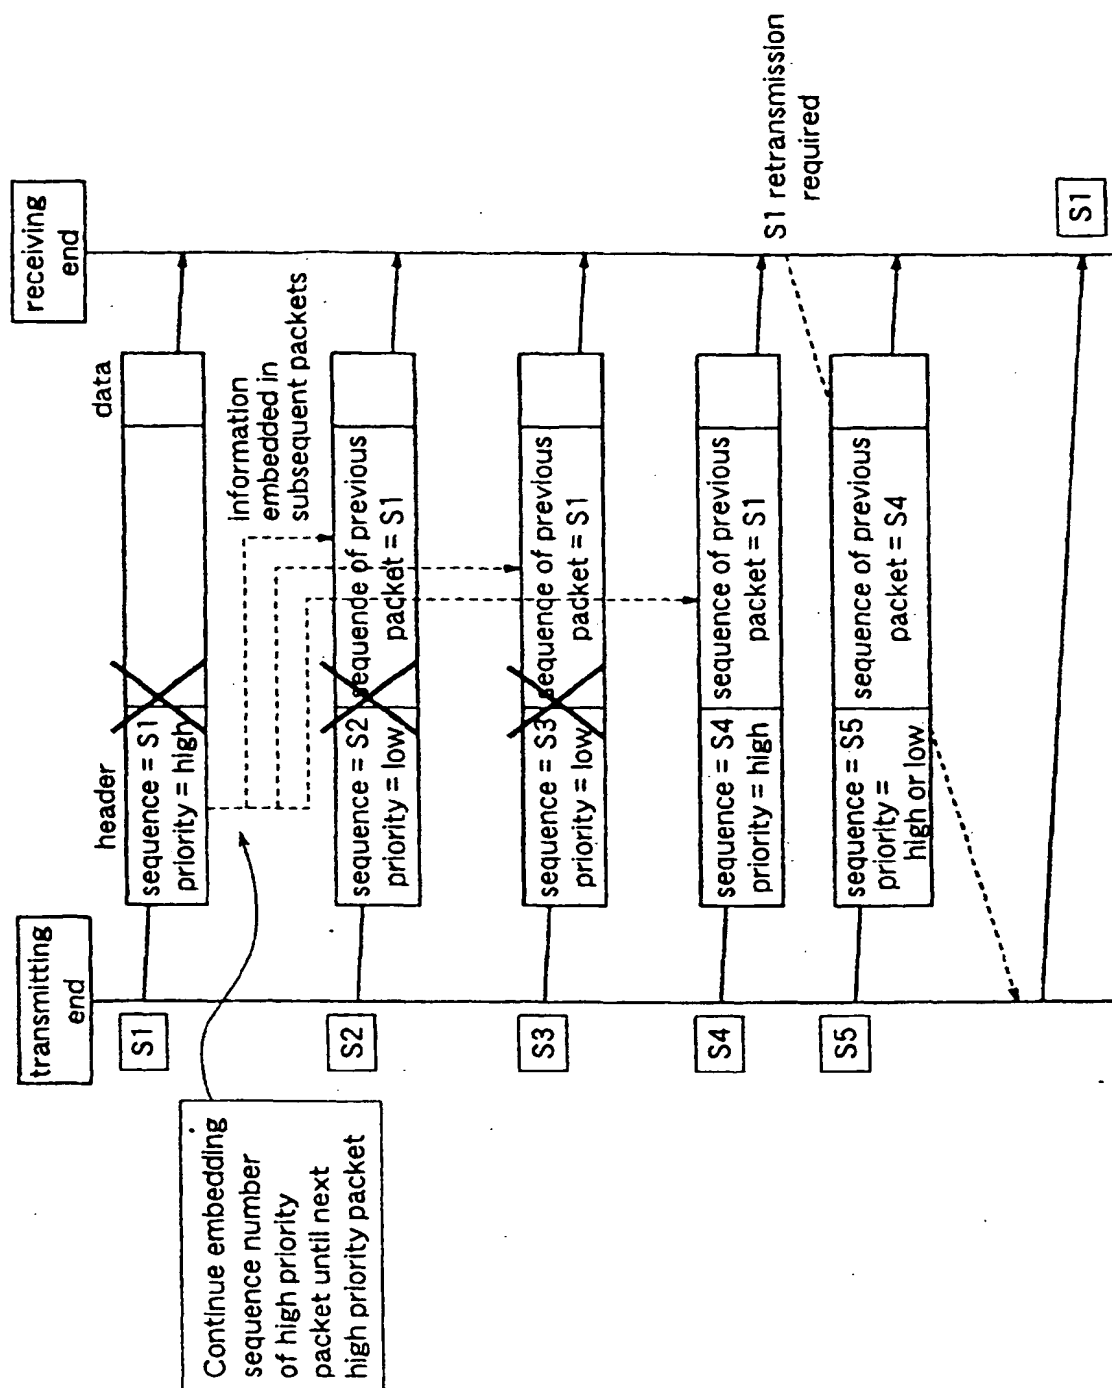 transmitting
end
receiving
end
header
data
S1
sequence = S1
priority = high
Continue embedding
sequence number
of high priority
packet until next
high priority packet
information
embedded in
subsequent packets
S2
sequence = S2
priority = low
sequence of previous
packet = S1
S3
sequence = S3
priority = low
sequence of previous
packet = S1
S4
sequence = S4
priority = high
sequence of previous
packet = S1
S1 retransmission
required
S5
sequence = S5
priority =
high or low
sequence of previous
packet = S4
S1